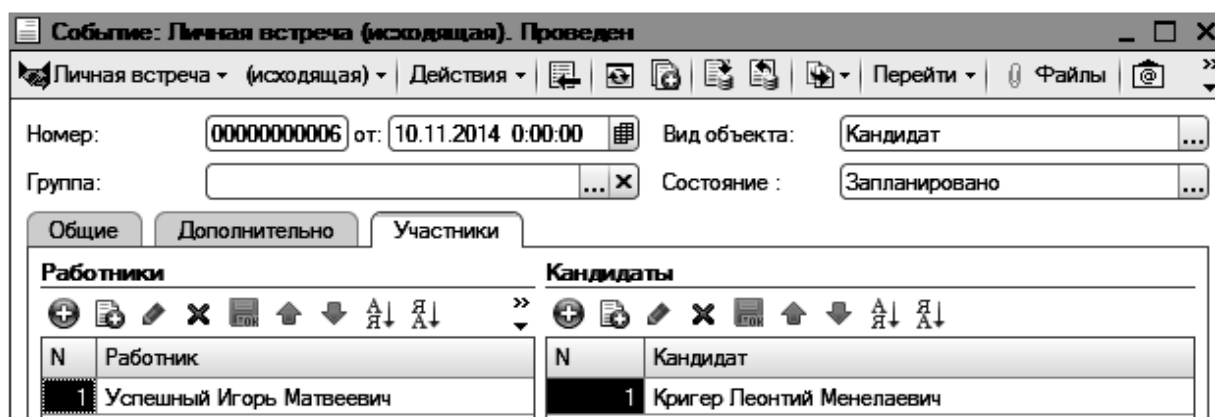 Событие: Личная встреча (исходящая). Проведен
Личная встреча (исходящая) Действия Перейти Файлы
Номер: 00000000006 от: 10.11.2014 0:00:00 Вид объекта: Кандидат ...
Группа: ... Состояние : Запланировано ...
Общие Дополнительно Участники
Работники Кандидаты
N Работник N Кандидат
1 Успешный Игорь Матвеевич 1 Кригер Леонтий Менелаевич